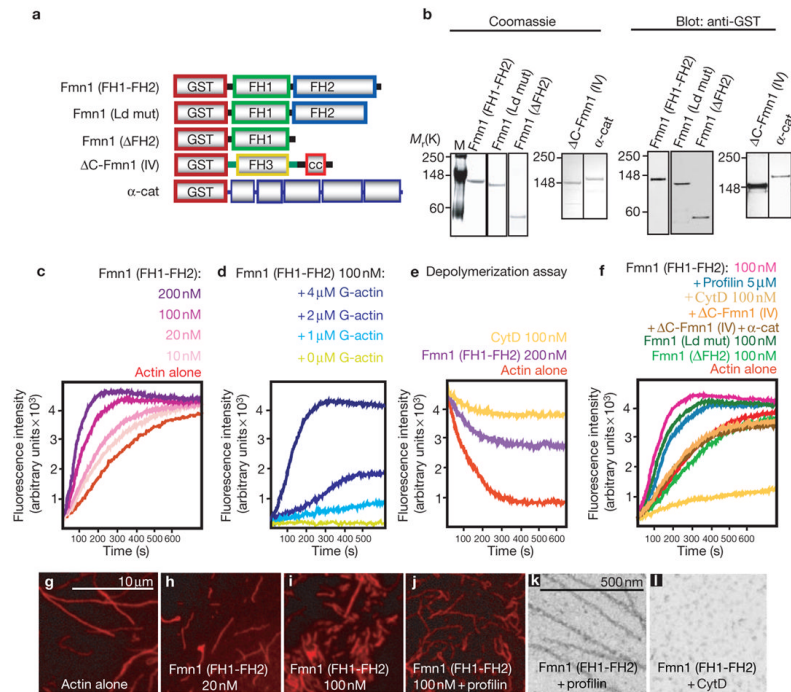 a
Fmn1 (FH1-FH2) GST FH1 FH2
Fmn1 (Ld mut) GST FH1 FH2
Fmn1 (ΔFH2) GST FH1
ΔC-Fmn1 (IV) GST FH3 cc
α-cat GST
b
Coomassie
Blot: anti-GST
Fmn1 (FH1-FH2)
Fmn1 (Ld mut)
Fmn1 (ΔFH2)
ΔC-Fmn1 (IV)
α-cat
Fmn1 (FH1-FH2)
Fmn1 (Ld mut)
Fmn1 (ΔFH2)
ΔC-Fmn1 (IV)
α-cat
Mr(K) M
250
148
60
250
148
60
250
148
60
250
148
c
Fmn1 (FH1-FH2):
200 nM
100 nM
20 nM
10 nM
Actin alone
Fluorescence intensity
(arbitrary units × 10³)
4
3
2
1
100 200 300 400 500 600
Time (s)
d
Fmn1 (FH1-FH2) 100 nM:
+4 μM G-actin
+2 μM G-actin
+1 μM G-actin
+0 μM G-actin
Fluorescence intensity
(arbitrary units × 10³)
4
3
2
1
100 200 300 400 500
Time (s)
e
Depolymerization assay
CytD 100 nM
Fmn1 (FH1-FH2) 200 nM
Actin alone
Fluorescence intensity
(arbitrary units × 10³)
4
3
2
1
100 200 300 400 500 600
Time (s)
f
Fmn1 (FH1-FH2): 100 nM
+Profilin 5 μM
+CytD 100 nM
+ΔC-Fmn1 (IV)
+ΔC-Fmn1 (IV)+α-cat
Fmn1 (Ld mut) 100 nM
Fmn1 (ΔFH2) 100 nM
Actin alone
Fluorescence intensity
(arbitrary units × 10³)
4
3
2
1
100 200 300 400 500 600
Time (s)
g
10 μm
Actin alone
h
Fmn1 (FH1-FH2)
20 nM
i
Fmn1 (FH1-FH2)
100 nM
j
Fmn1 (FH1-FH2)
100 nM+profilin
k
500 nm
Fmn1 (FH1-FH2)
+profilin
l
Fmn1 (FH1-FH2)
+CytD